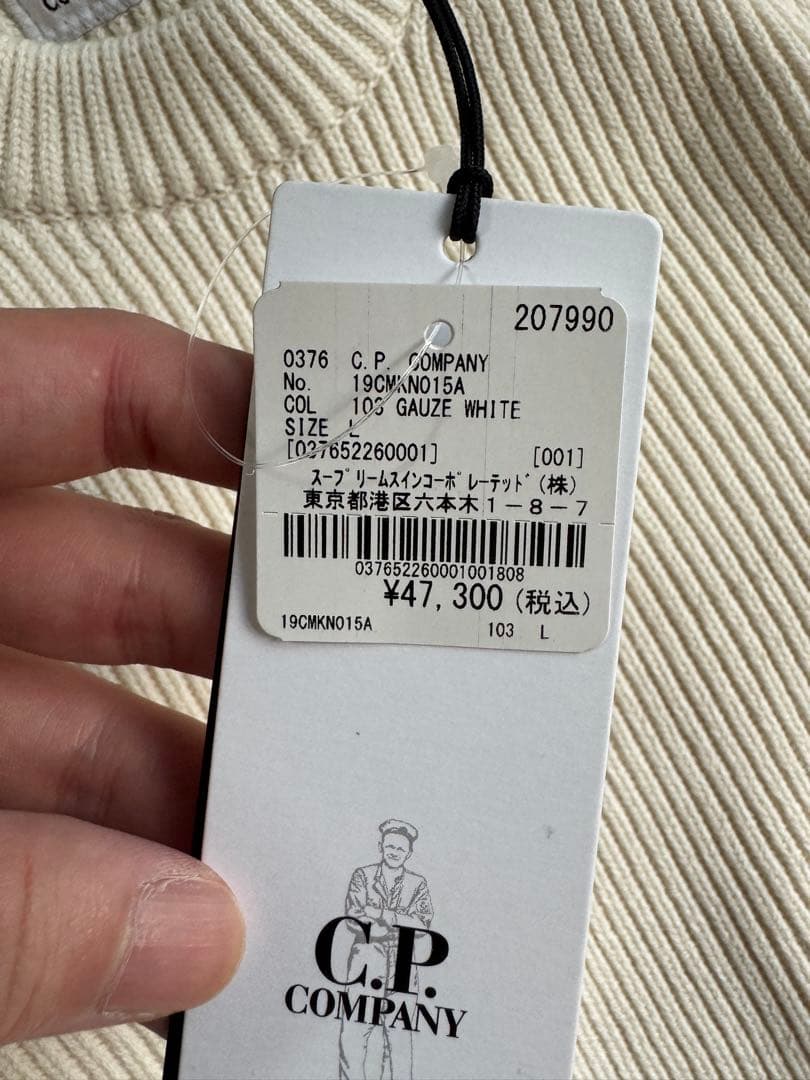 207990
0376 C.P. COMPANY
No. 19CMKN015A
COL 103 GAUZE WHITE
SIZE L
[037652260001] [001]
ｽｰﾌﾟﾘｰﾑｽｲﾝｺｰﾎﾟﾚｰﾃｯﾄﾞ(株)
東京都港区六本木１－８－７
037652260001001808
¥47,300(税込)
19CMKN015A 103 L
C.P.
COMPANY